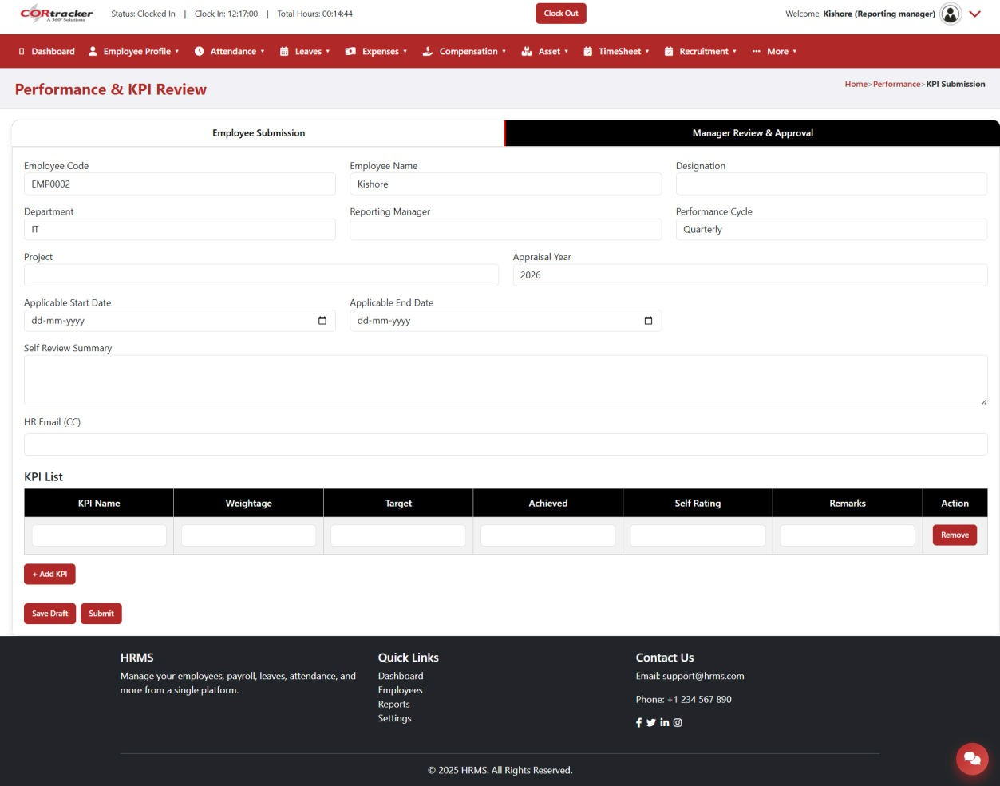 CORtracker
A 360° Solutions
Status: Clocked In | Clock In: 12:17:00 | Total Hours: 00:14:44
Clock Out
Welcome, Kishore (Reporting manager)
Dashboard Employee Profile Attendance Leaves Expenses Compensation Asset TimeSheet Recruitment More
Performance & KPI Review
Home>Performance>KPI Submission
Employee Submission
Manager Review & Approval
Employee Code Employee Name Designation
EMP0002 Kishore
Department Reporting Manager Performance Cycle
IT Quarterly
Project Appraisal Year
2026
Applicable Start Date Applicable End Date
dd-mm-yyyy dd-mm-yyyy
Self Review Summary
HR Email (CC)
KPI List
KPI Name Weightage Target Achieved Self Rating Remarks Action
Remove
+ Add KPI
Save Draft Submit
HRMS
Manage your employees, payroll, leaves, attendance, and
more from a single platform.
Quick Links
Dashboard
Employees
Reports
Settings
Contact Us
Email: support@hrms.com
Phone: +1 234 567 890
© 2025 HRMS. All Rights Reserved.